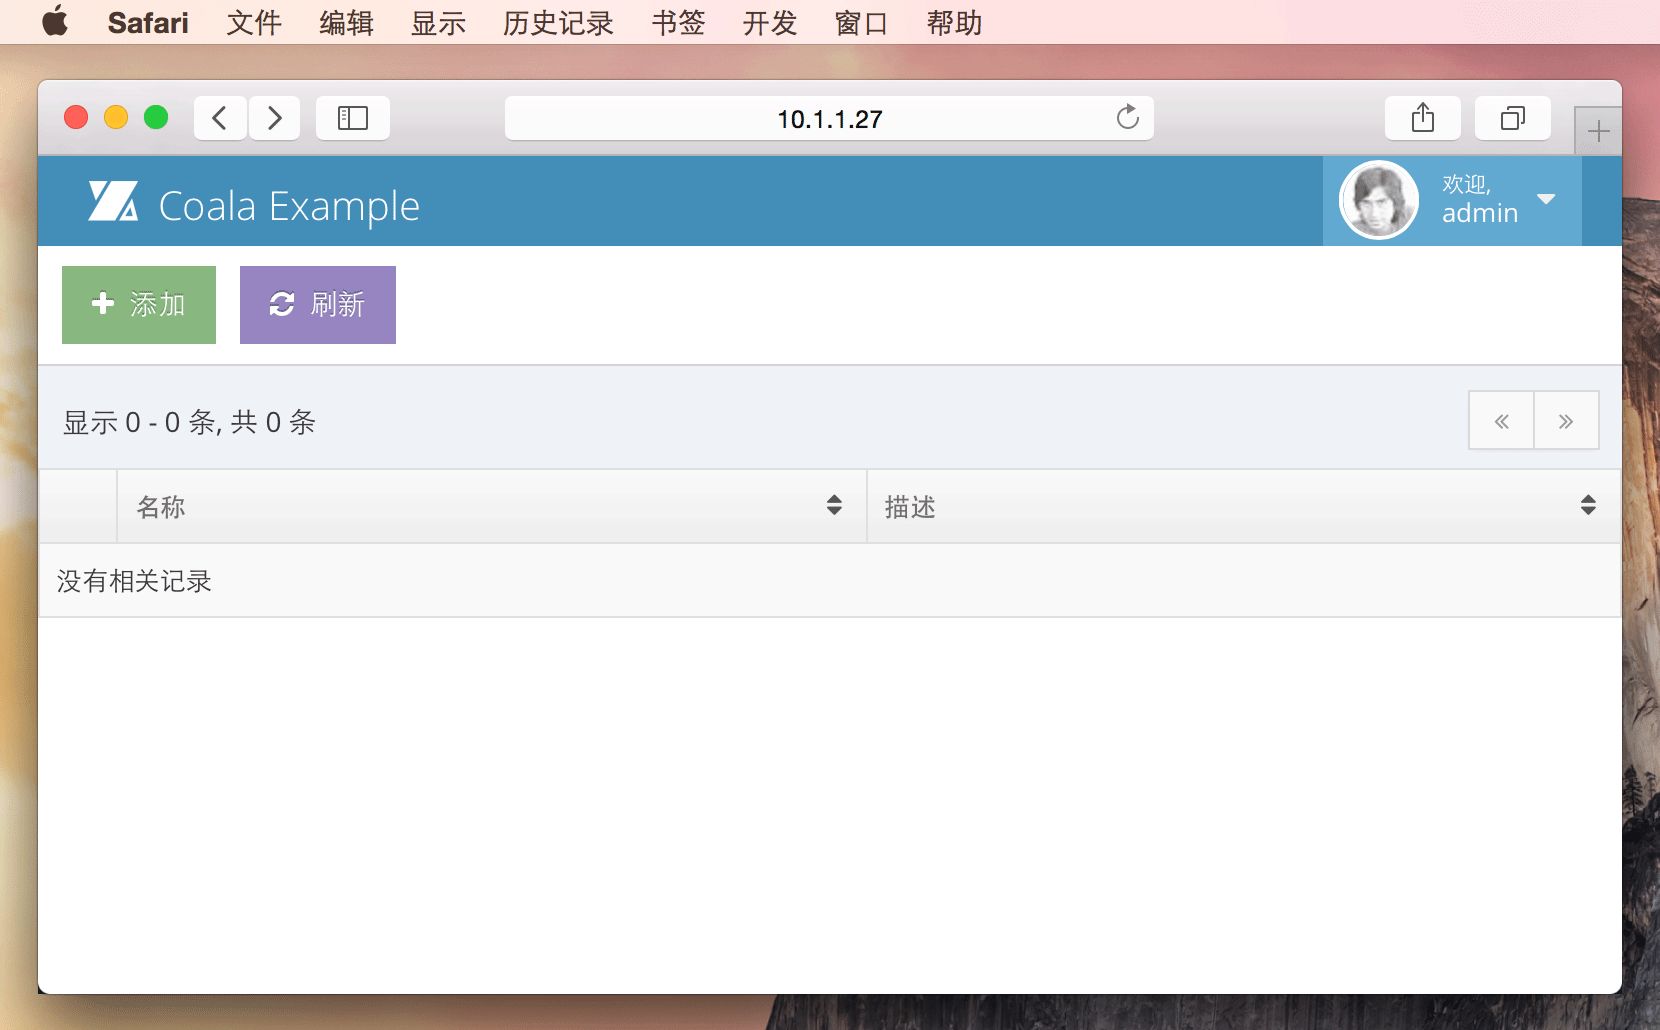 Safari 文件 编辑 显示 历史记录 书签 开发 窗口 帮助
10.1.1.27
Coala Example
欢迎,
admin
添加 刷新
显示 0 - 0 条, 共 0 条
名称 描述
没有相关记录